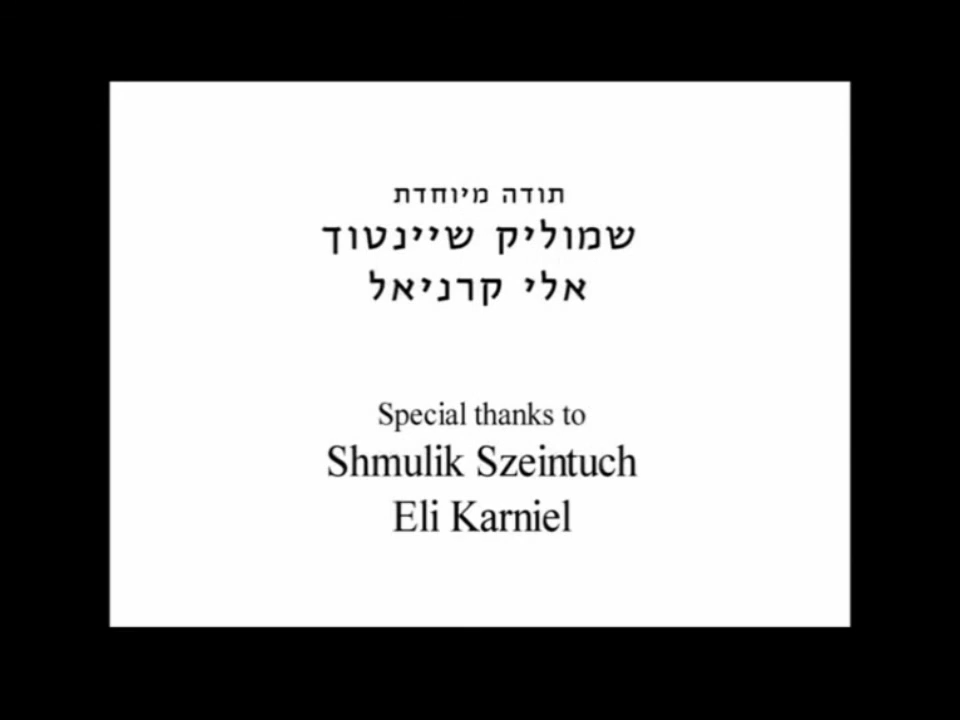 תודה מיוחדת
שמוליק שיינטוך
אלי קרניאל
Special thanks to
Shmulik Szeintuch
Eli Karniel